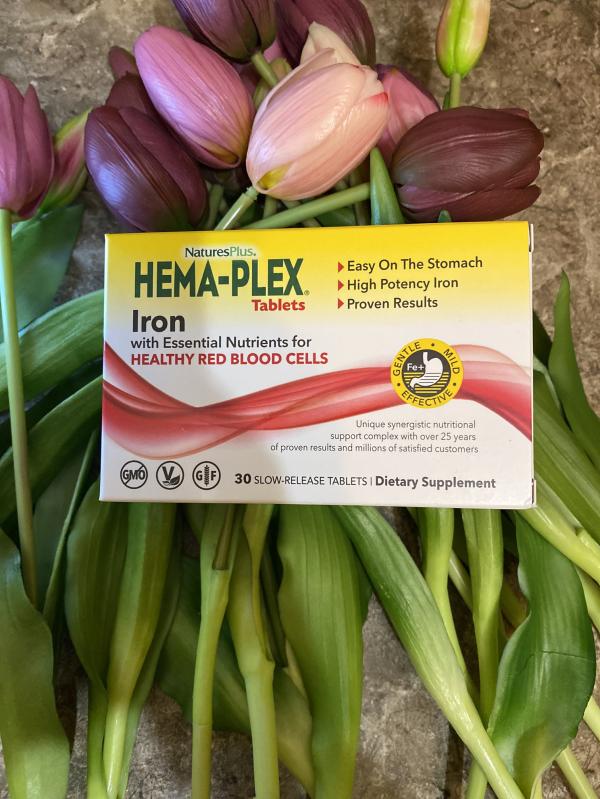 NaturesPlus.
HEMA-PLEX®
Tablets
Easy On The Stomach
High Potency Iron
Proven Results
Iron
with Essential Nutrients for
HEALTHY RED BLOOD CELLS
GENTLE • MILD • EFFECTIVE •
Fe+
Unique synergistic nutritional
support complex with over 25 years
of proven results and millions of satisfied customers
GMO
V
GF
30 SLOW-RELEASE TABLETS | Dietary Supplement